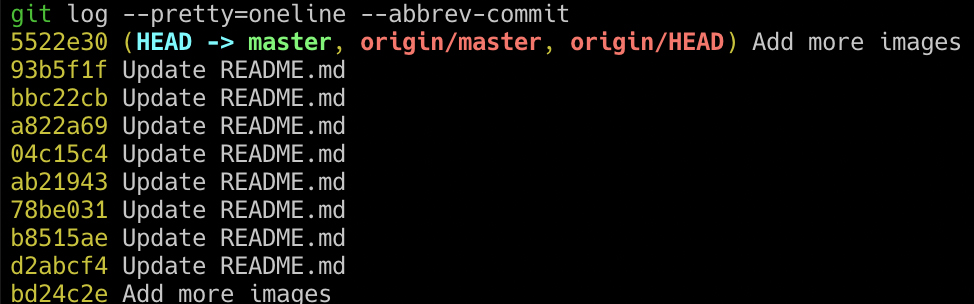 git log --pretty=oneline --abbrev-commit
5522e30 (HEAD -> master, origin/master, origin/HEAD) Add more images
93b5f1f Update README.md
bbc22cb Update README.md
a822a69 Update README.md
04c15c4 Update README.md
ab21943 Update README.md
78be031 Update README.md
b8515ae Update README.md
d2abcf4 Update README.md
bd24c2e Add more images